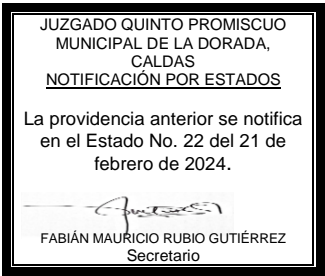 JUZGADO QUINTO PROMISCUO
MUNICIPAL DE LA DORADA,
CALDAS
NOTIFICACIÓN POR ESTADOS
La providencia anterior se notifica
en el Estado No. 22 del 21 de
febrero de 2024.
FABIÁN MAURICIO RUBIO GUTIÉRREZ
Secretario